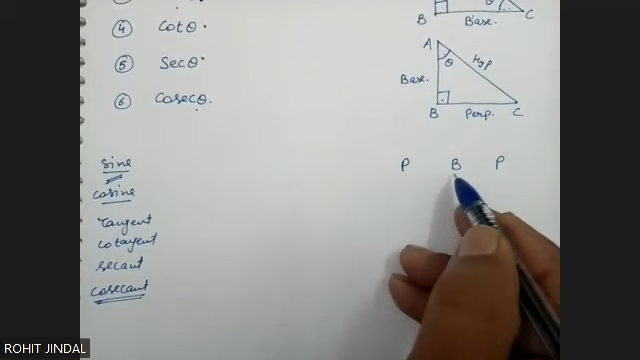 ④ Cotθ.
⑤ Secθ.
⑥ Cosecθ.
sine
cosine
Tangent
cotangent
secant
cosecant
B Base. C
θ
A
θ
Hyp
Base.
B Perp. C
P B P
ROHIT JINDAL